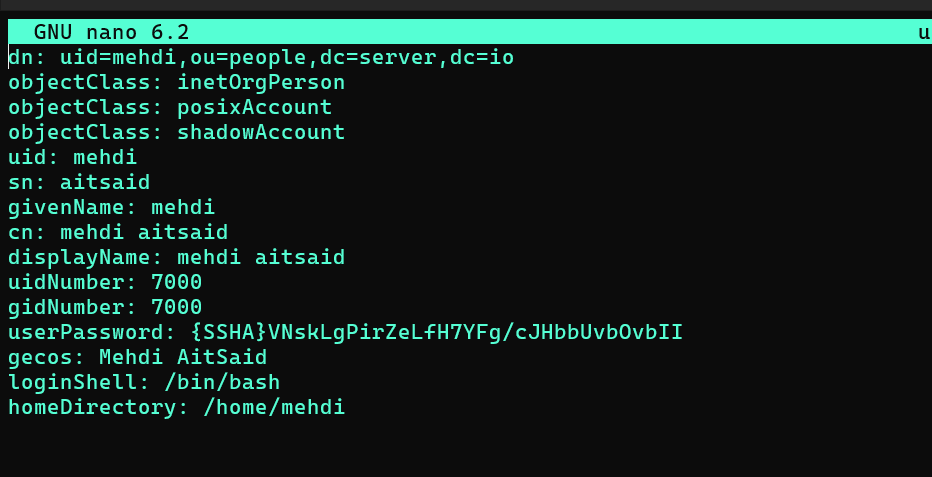 GNU nano 6.2 u
dn: uid=mehdi,ou=people,dc=server,dc=io
objectClass: inetOrgPerson
objectClass: posixAccount
objectClass: shadowAccount
uid: mehdi
sn: aitsaid
givenName: mehdi
cn: mehdi aitsaid
displayName: mehdi aitsaid
uidNumber: 7000
gidNumber: 7000
userPassword: {SSHA}VNskLgPirZeLfH7YFg/cJHbbUvbOvbII
gecos: Mehdi AitSaid
loginShell: /bin/bash
homeDirectory: /home/mehdi